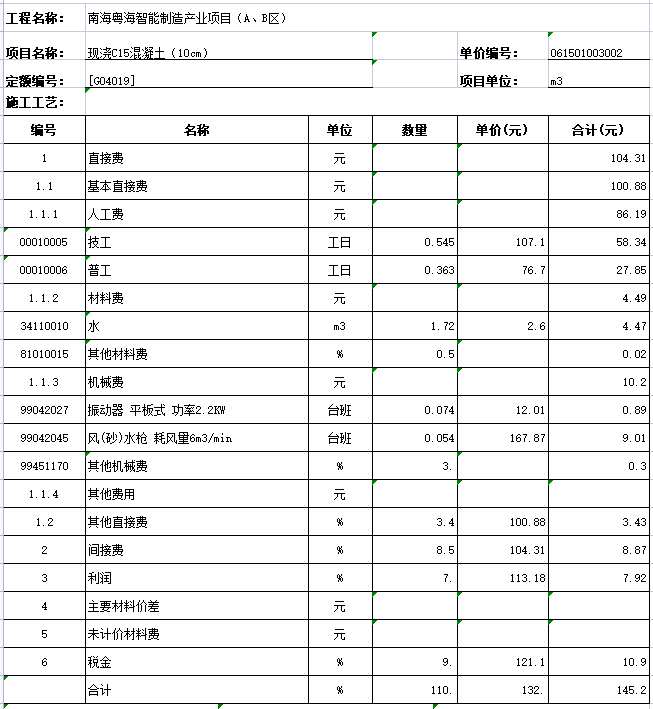 工程名称: 南海粤海智能制造产业项目（A、B区）
项目名称: 现浇C15混凝土（10cm） 单价编号: 061501003002
定额编号: [G04019] 项目单位: m3
施工工艺:
编号 名称 单位 数量 单价(元) 合计(元)
1 直接费 元 104.31
1.1 基本直接费 元 100.88
1.1.1 人工费 元 86.19
00010005 技工 工日 0.545 107.1 58.34
00010006 普工 工日 0.363 76.7 27.85
1.1.2 材料费 元 4.49
34110010 水 m3 1.72 2.6 4.47
81010015 其他材料费 % 0.5 0.02
1.1.3 机械费 元 10.2
99042027 振动器 平板式 功率2.2KW 台班 0.074 12.01 0.89
99042045 风(砂)水枪 耗风量6m3/min 台班 0.054 167.87 9.01
99451170 其他机械费 % 3. 0.3
1.1.4 其他费用 元
1.2 其他直接费 % 3.4 100.88 3.43
2 间接费 % 8.5 104.31 8.87
3 利润 % 7. 113.18 7.92
4 主要材料价差 元
5 未计价材料费 元
6 税金 % 9. 121.1 10.9
合计 % 110. 132. 145.2